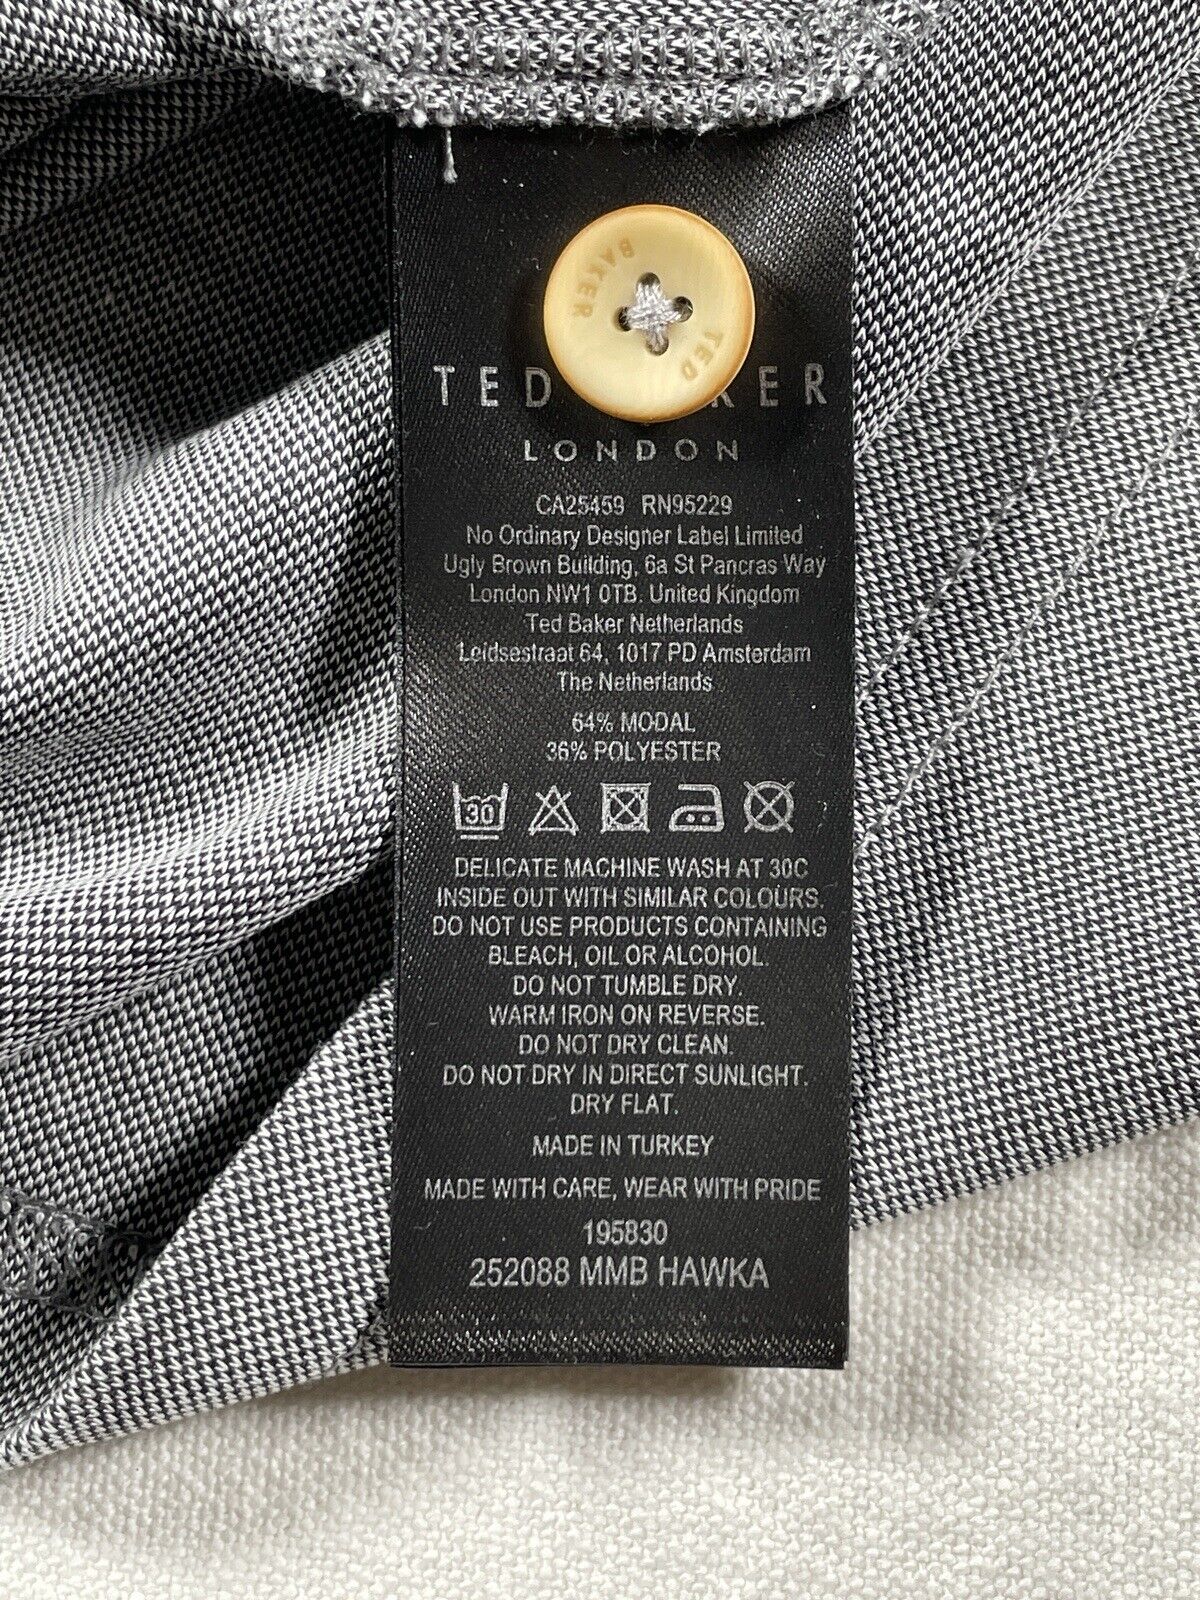 BAKER
TED
TED KER
LONDON
CA25459 RN95229
No Ordinary Designer Label Limited
Ugly Brown Building, 6a St Pancras Way
London NW1 0TB. United Kingdom
Ted Baker Netherlands
Leidsestraat 64, 1017 PD Amsterdam
The Netherlands
64% MODAL
36% POLYESTER
30
DELICATE MACHINE WASH AT 30C
INSIDE OUT WITH SIMILAR COLOURS.
DO NOT USE PRODUCTS CONTAINING
BLEACH, OIL OR ALCOHOL.
DO NOT TUMBLE DRY.
WARM IRON ON REVERSE.
DO NOT DRY CLEAN.
DO NOT DRY IN DIRECT SUNLIGHT.
DRY FLAT.
MADE IN TURKEY
MADE WITH CARE, WEAR WITH PRIDE
195830
252088 MMB HAWKA